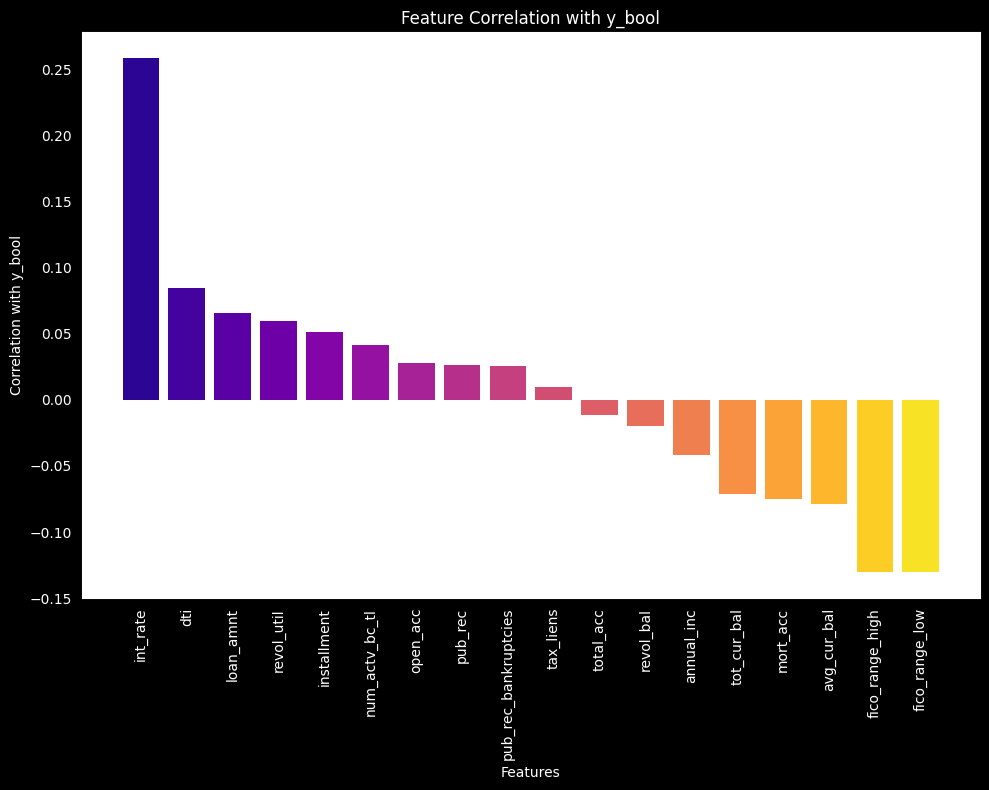 Feature Correlation with y_bool
Correlation with y_bool
0.25
0.20
0.15
0.10
0.05
0.00
−0.05
−0.10
−0.15
int_rate
dti
loan_amnt
revol_util
installment
num_actv_bc_tl
open_acc
pub_rec
pub_rec_bankruptcies
tax_liens
total_acc
revol_bal
annual_inc
tot_cur_bal
mort_acc
avg_cur_bal
fico_range_high
fico_range_low
Features